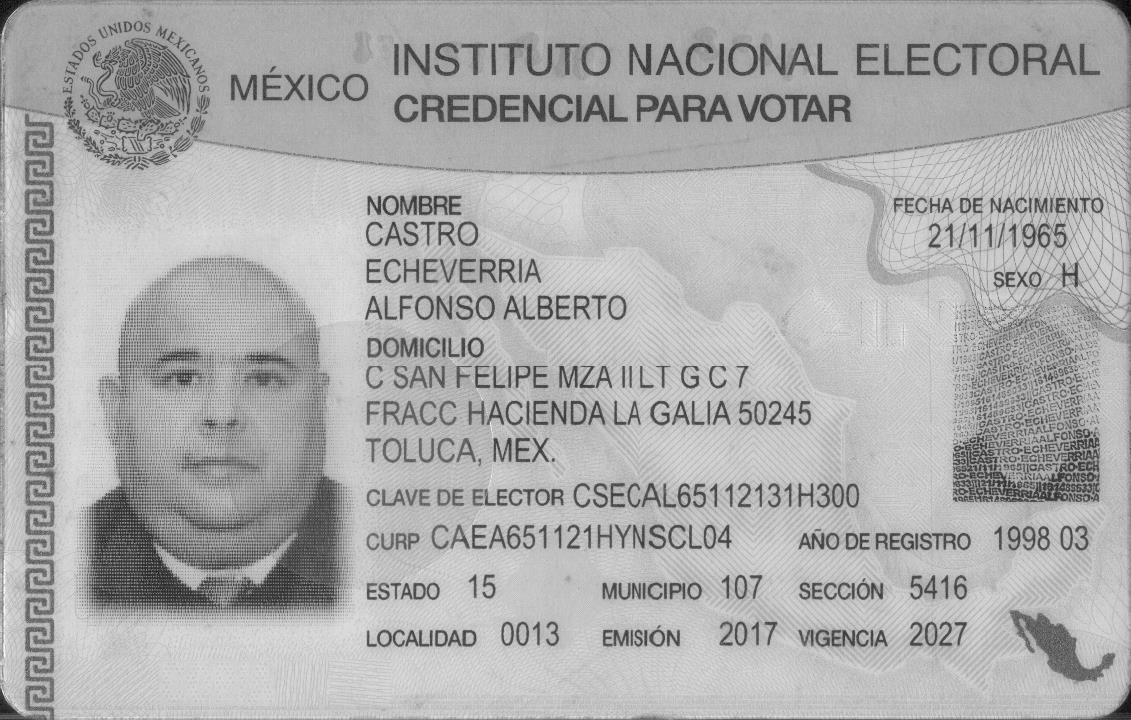 ESTADOS UNIDOS MEXICANOS
MÉXICO
INSTITUTO NACIONAL ELECTORAL
CREDENCIAL PARA VOTAR
NOMBRE
CASTRO
ECHEVERRIA
ALFONSO ALBERTO
FECHA DE NACIMIENTO
21/11/1965
SEXO H
DOMICILIO
C SAN FELIPE MZA II LT G C 7
FRACC HACIENDA LA GALIA 50245
TOLUCA, MEX.
CLAVE DE ELECTOR CSECAL65112131H300
CURP CAEA651121HYNSCL04 AÑO DE REGISTRO 1998 03
ESTADO 15 MUNICIPIO 107 SECCIÓN 5416
LOCALIDAD 0013 EMISIÓN 2017 VIGENCIA 2027